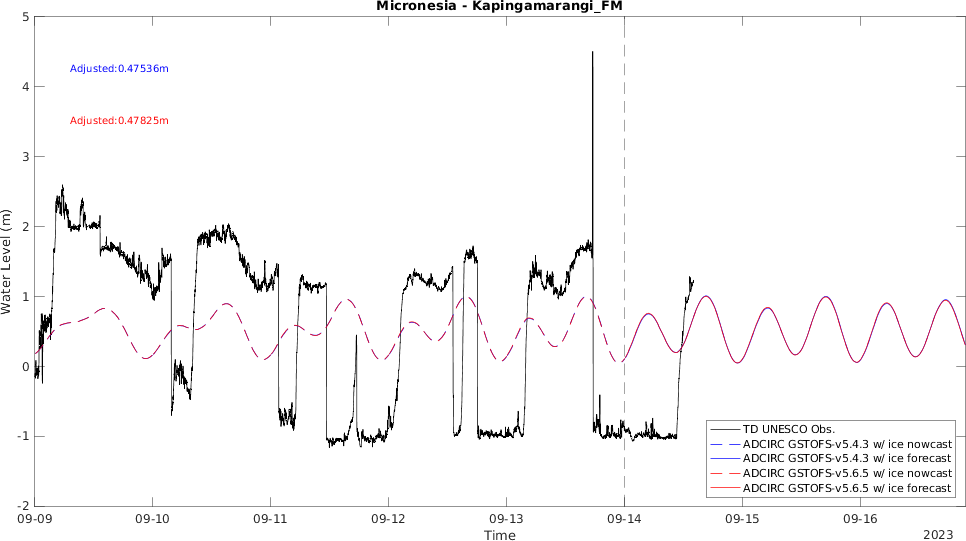 Micronesia - Kapingamarangi_FM
5
4
3
2
1
0
-1
-2
Water Level (m)
Adjusted:0.47536m
Adjusted:0.47825m
TD UNESCO Obs.
ADCIRC GSTOFS-v5.4.3 w/ ice nowcast
ADCIRC GSTOFS-v5.4.3 w/ ice forecast
ADCIRC GSTOFS-v5.6.5 w/ ice nowcast
ADCIRC GSTOFS-v5.6.5 w/ ice forecast
09-09 09-10 09-11 09-12 09-13 09-14 09-15 09-16
Time
2023